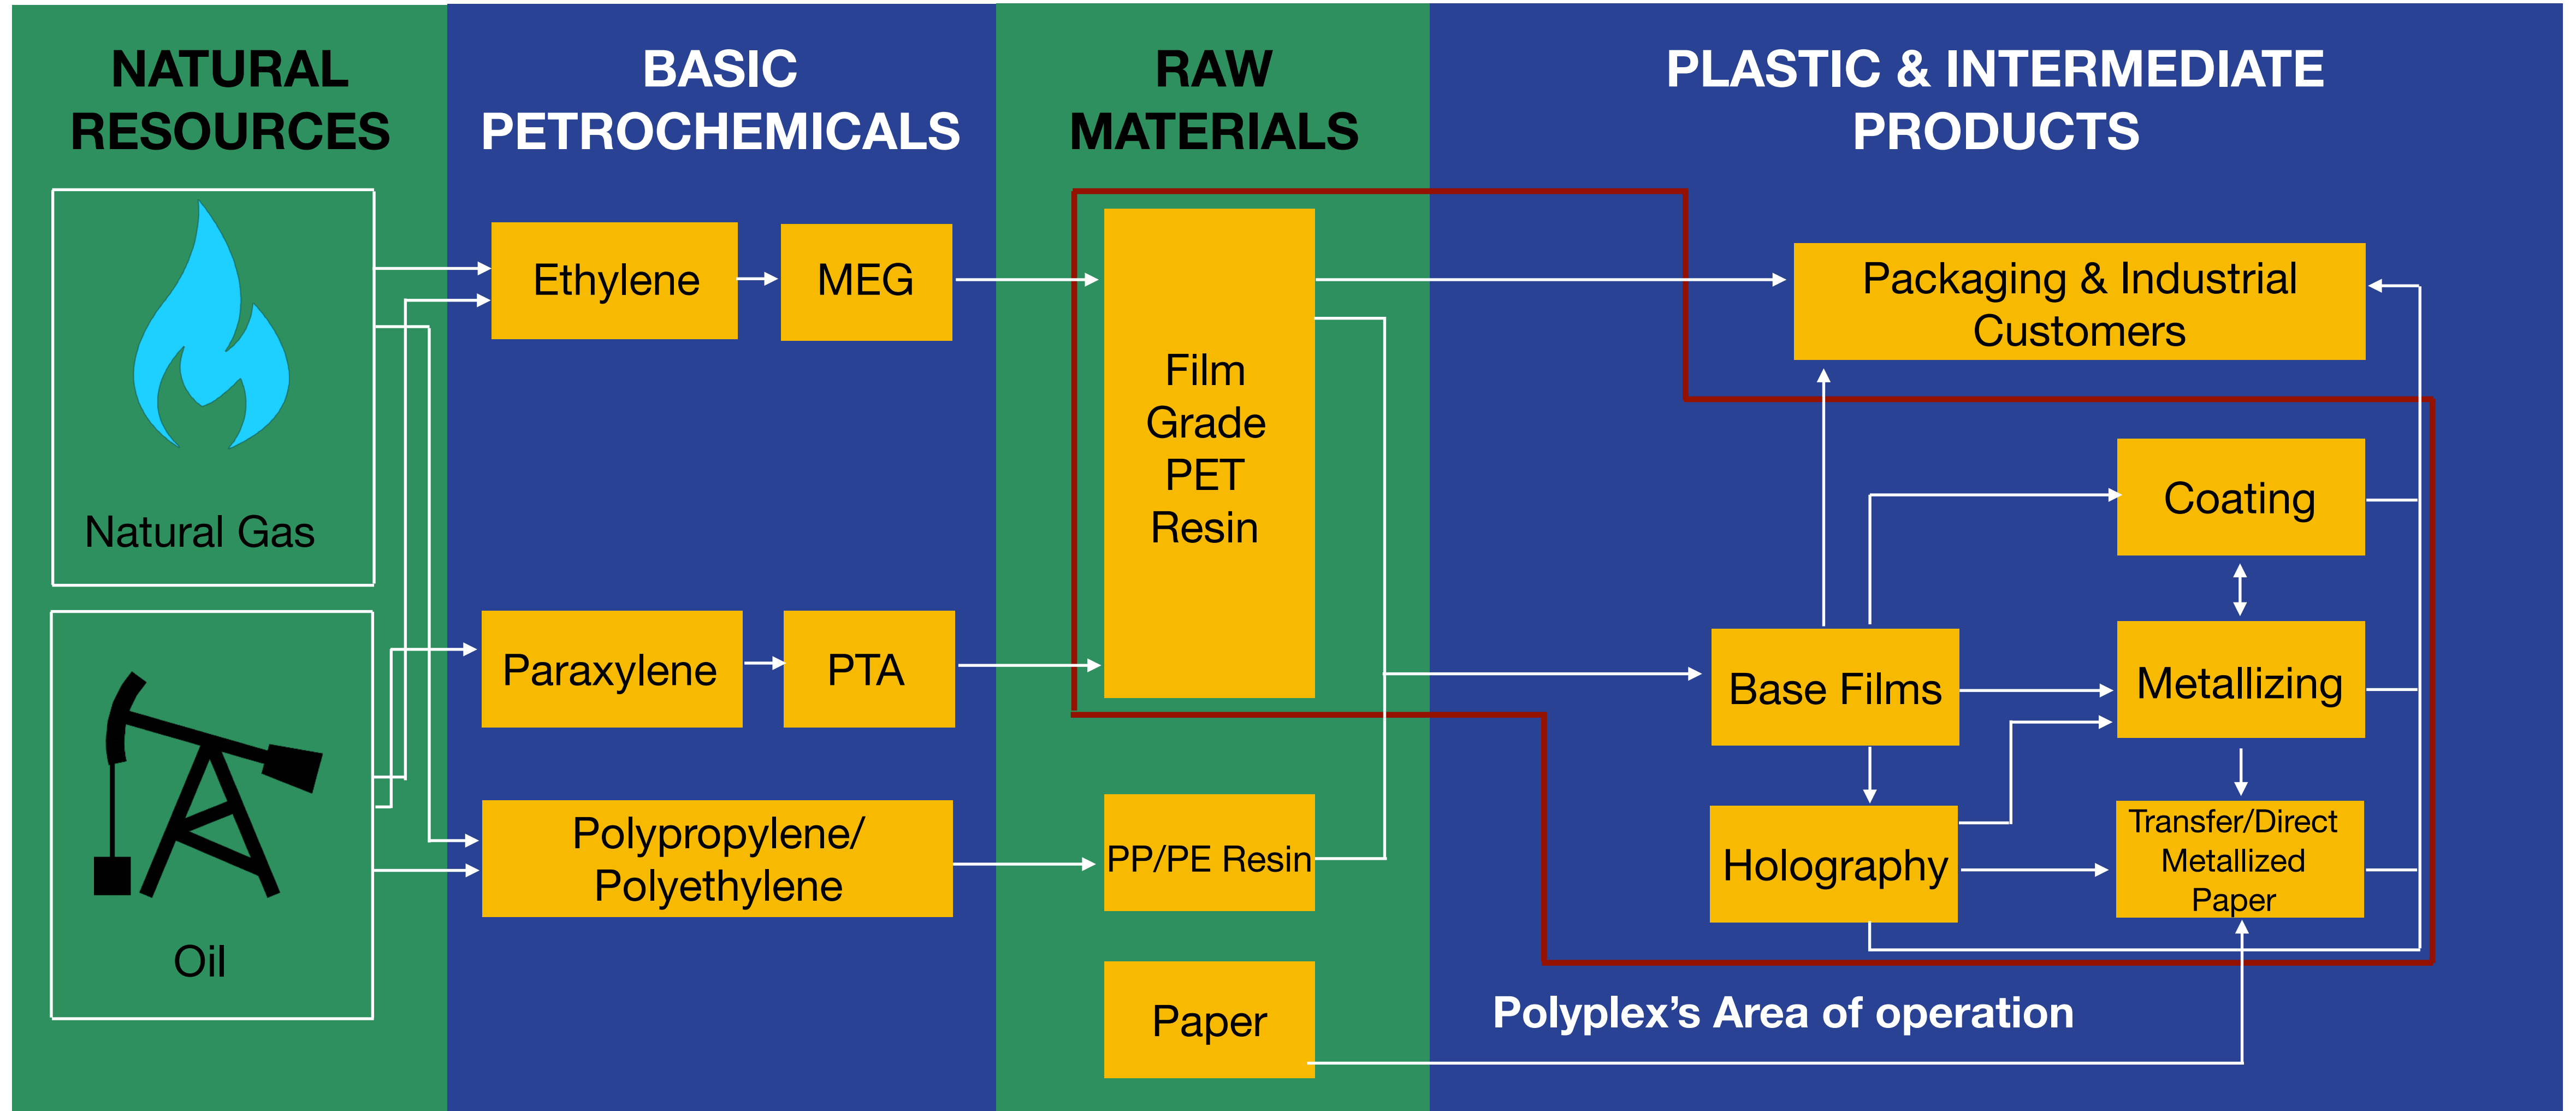 NATURAL
RESOURCES
BASIC
PETROCHEMICALS
RAW
MATERIALS
PLASTIC & INTERMEDIATE
PRODUCTS
Natural Gas
Oil
Ethylene
MEG
Paraxylene
PTA
Polypropylene/
Polyethylene
Film
Grade
PET
Resin
PP/PE Resin
Paper
Packaging & Industrial
Customers
Coating
Base Films
Metallizing
Holography
Transfer/Direct
Metallized
Paper
Polyplex’s Area of operation